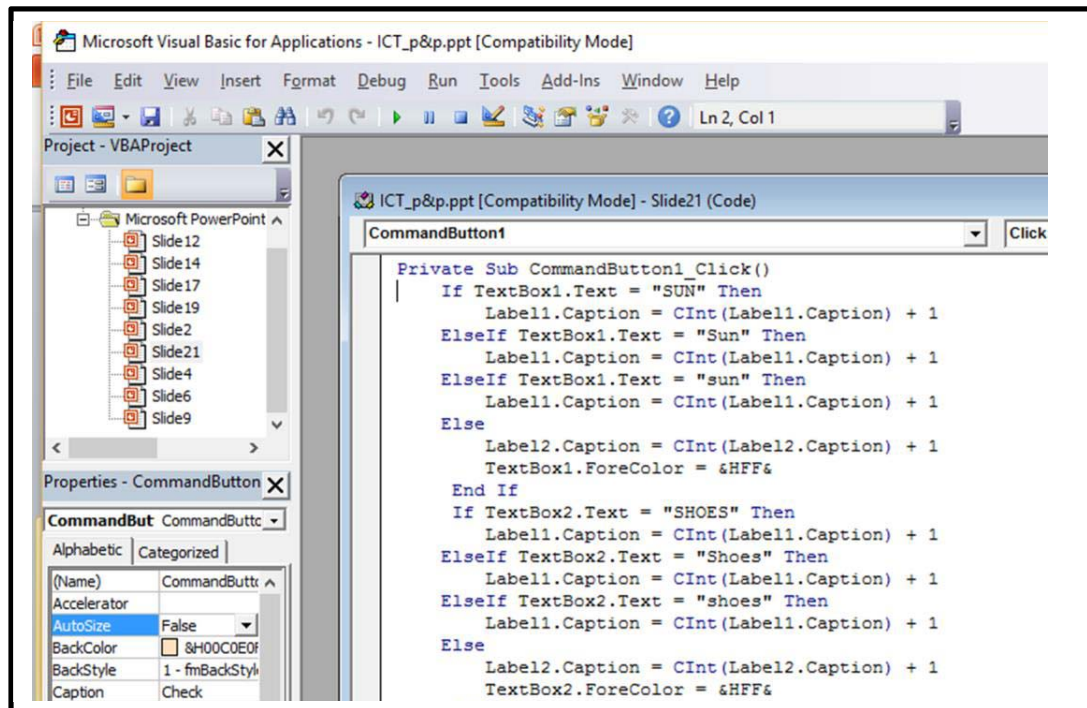 Microsoft Visual Basic for Applications - ICT_p&p.ppt [Compatibility Mode]
File Edit View Insert Format Debug Run Tools Add-Ins Window Help
Ln 2, Col 1
Project - VBAProject
Microsoft PowerPoint
Slide12
Slide14
Slide17
Slide19
Slide2
Slide21
Slide4
Slide6
Slide9
Properties - CommandButton
CommandBut CommandButtc
Alphabetic Categorized
(Name) CommandButtc
Accelerator
AutoSize False
BackColor &H00C0E0F
BackStyle 1 - fmBackStyl
Caption Check
ICT_p&p.ppt [Compatibility Mode] - Slide21 (Code)
CommandButton1 Click
Private Sub CommandButton1_Click()
If TextBox1.Text = "SUN" Then
Label1.Caption = CInt(Label1.Caption) + 1
ElseIf TextBox1.Text = "Sun" Then
Label1.Caption = CInt(Label1.Caption) + 1
ElseIf TextBox1.Text = "sun" Then
Label1.Caption = CInt(Label1.Caption) + 1
Else
Label2.Caption = CInt(Label2.Caption) + 1
TextBox1.ForeColor = &HFF&
End If
If TextBox2.Text = "SHOES" Then
Label1.Caption = CInt(Label1.Caption) + 1
ElseIf TextBox2.Text = "Shoes" Then
Label1.Caption = CInt(Label1.Caption) + 1
ElseIf TextBox2.Text = "shoes" Then
Label1.Caption = CInt(Label1.Caption) + 1
Else
Label2.Caption = CInt(Label2.Caption) + 1
TextBox2.ForeColor = &HFF&